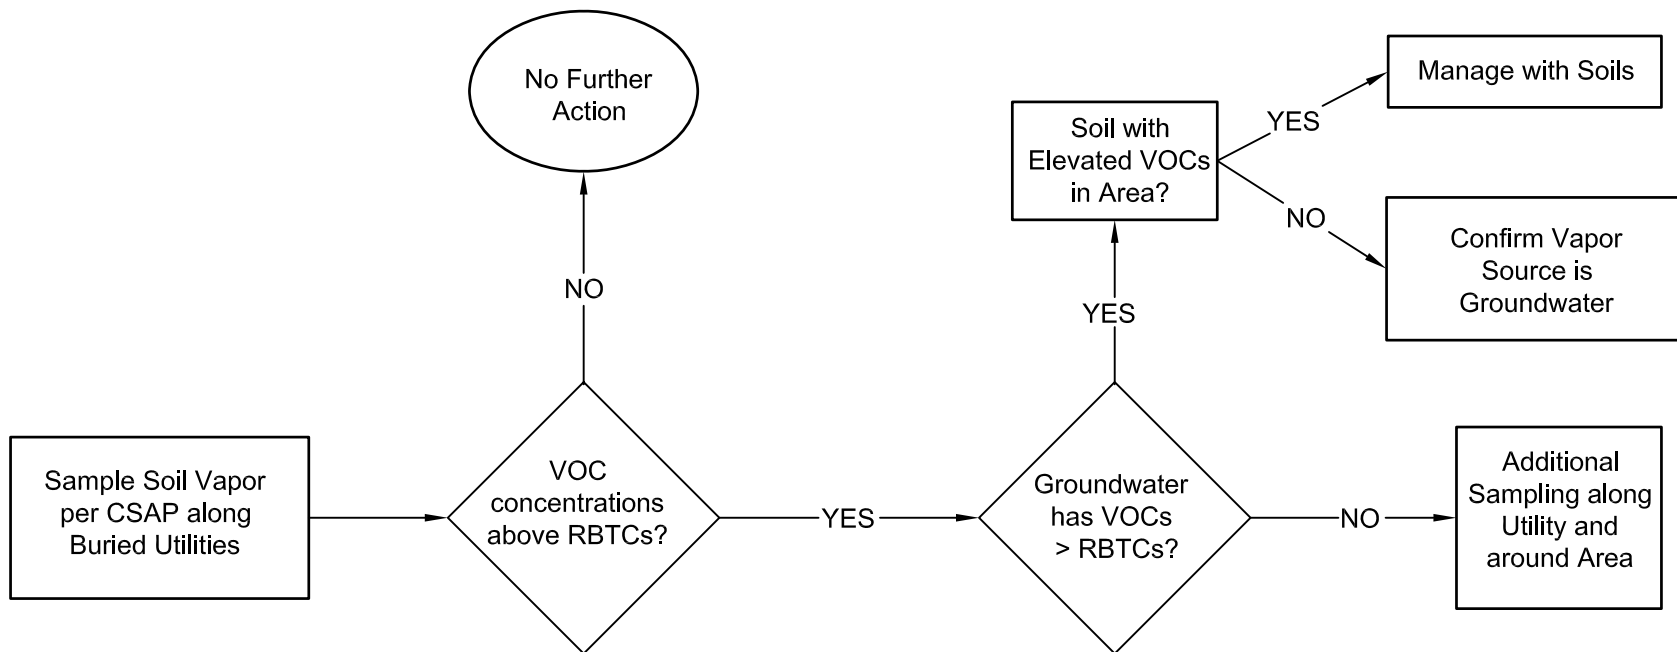 Sample Soil Vapor
per CSAP along
Buried Utilities
VOC
concentrations
above RBTCs?
NO
No Further
Action
YES
Groundwater
has VOCs
> RBTCs?
YES
Soil with
Elevated VOCs
in Area?
YES
Manage with Soils
NO
Confirm Vapor
Source is
Groundwater
NO
Additional
Sampling along
Utility and
around Area